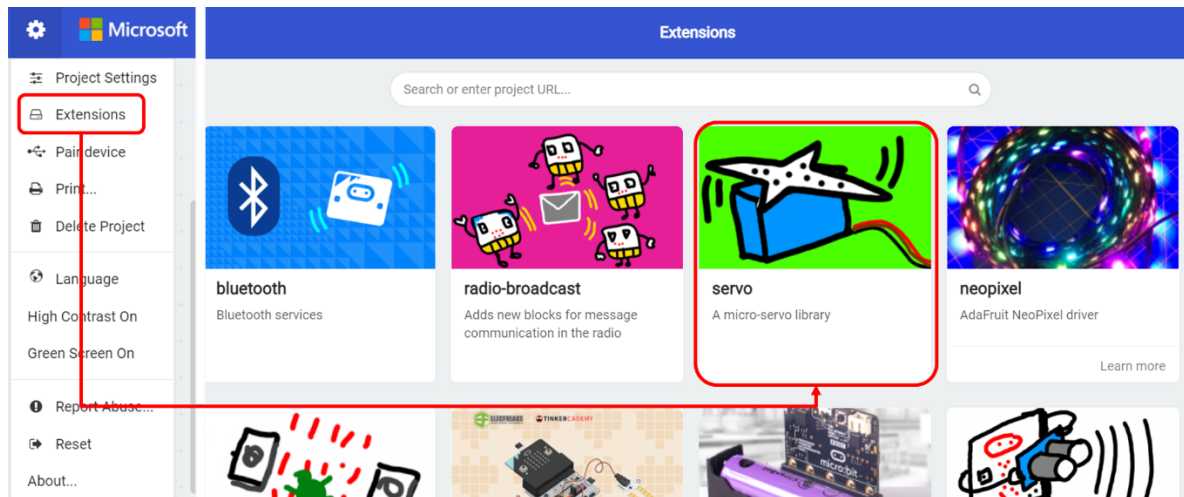 Microsoft
Extensions
Project Settings
Extensions
Pair device
Print...
Delete Project
Language
High Contrast On
Green Screen On
Report Abuse...
Reset
About...
Search or enter project URL...
bluetooth
Bluetooth services
radio-broadcast
Adds new blocks for message
communication in the radio
servo
A micro-servo library
neopixel
AdaFruit NeoPixel driver
Learn more
ELECFREAKS TINKERCADEMY
micro:bit